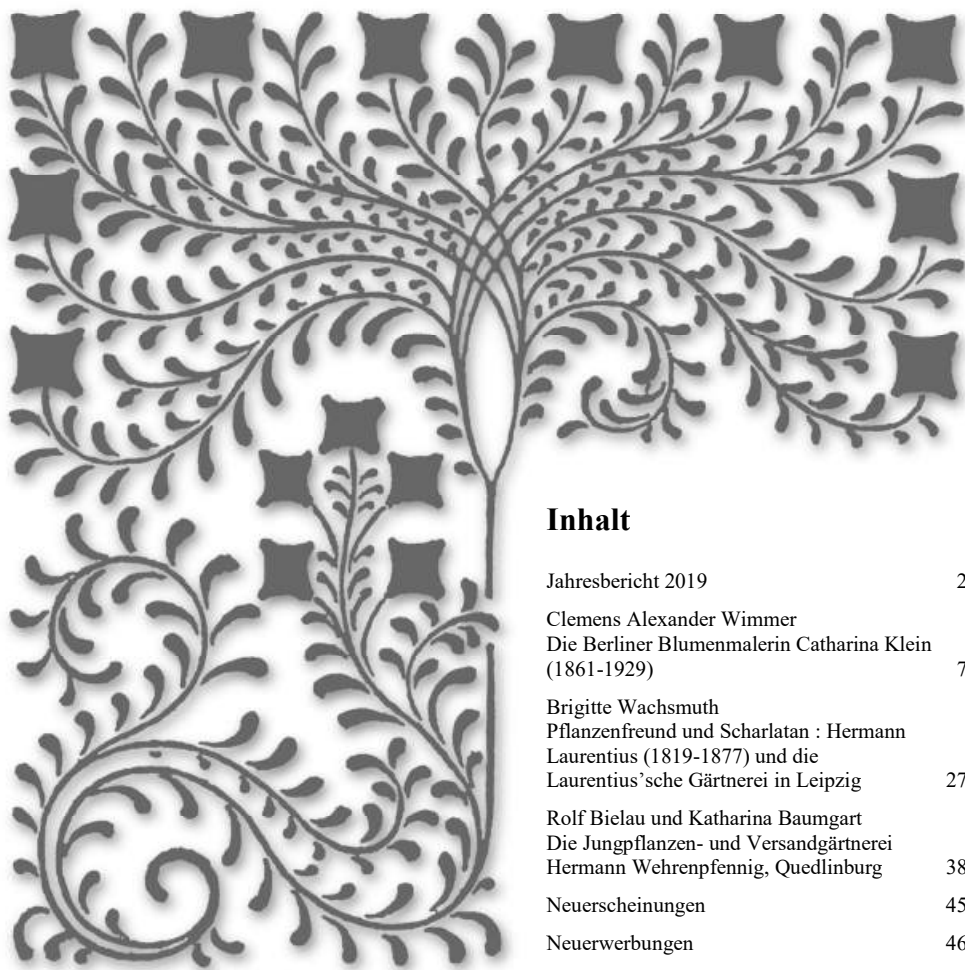 Inhalt
Jahresbericht 2019 2
Clemens Alexander Wimmer
Die Berliner Blumenmalerin Catharina Klein
(1861-1929) 7
Brigitte Wachsmuth
Pflanzenfreund und Scharlatan : Hermann
Laurentius (1819-1877) und die
Laurentius’sche Gärtnerei in Leipzig 27
Rolf Bielau und Katharina Baumgart
Die Jungpflanzen- und Versandgärtnerei
Hermann Wehrenpfennig, Quedlinburg 38
Neuerscheinungen 45
Neuerwerbungen 46